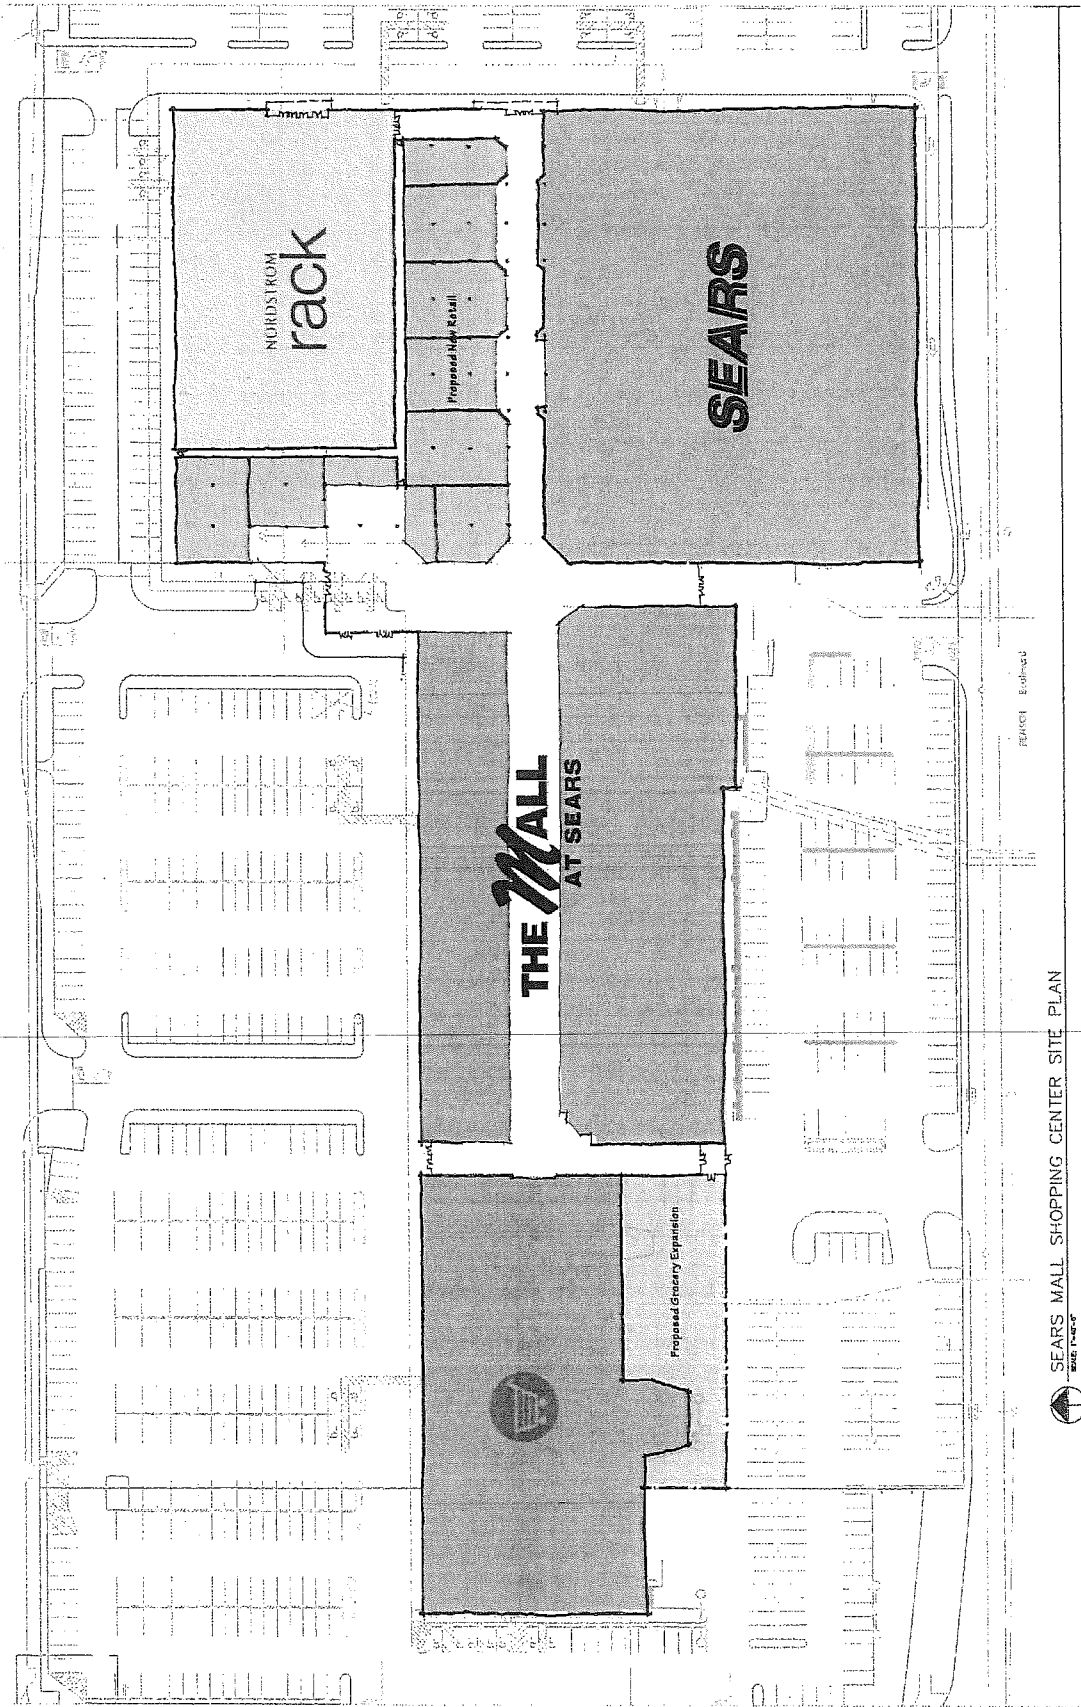 NORDSTROM
rack
Proposed New Retail
SEARS
THE MALL
AT SEARS
Proposed Grocery Expansion
SEARS MALL SHOPPING CENTER SITE PLAN